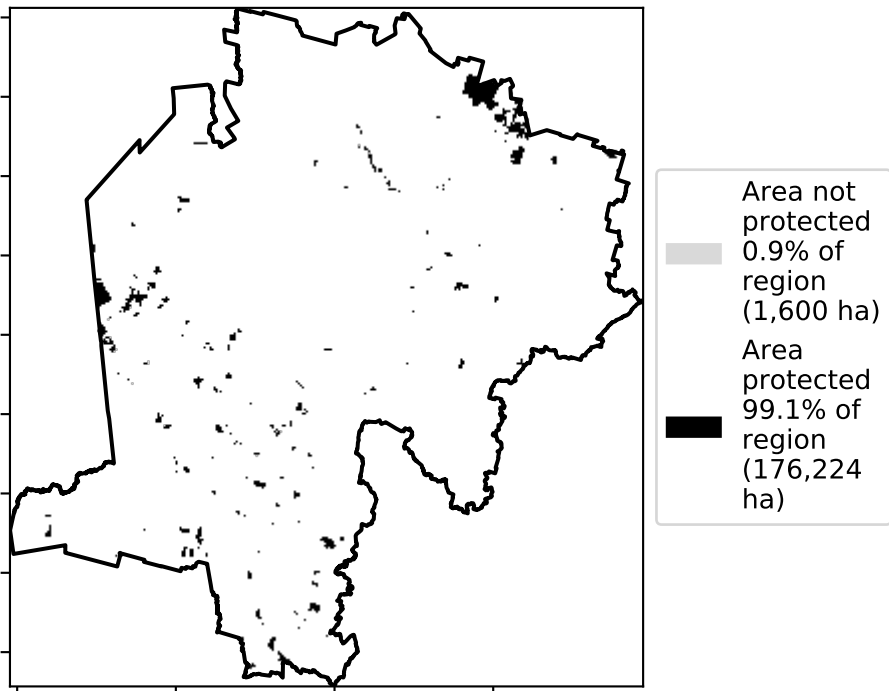 Area not
protected
0.9% of
region
(1,600 ha)
Area
protected
99.1% of
region
(176,224
ha)